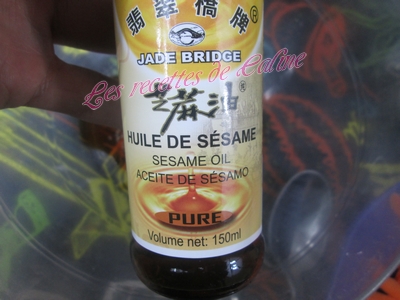 翡翠橋牌®
JADE BRIDGE
Les recettes de Celine
芝麻油®
HUILE DE SÉSAME
SESAME OIL
ACEITE DE SÉSAMO
PURE
Volume net: 150ml